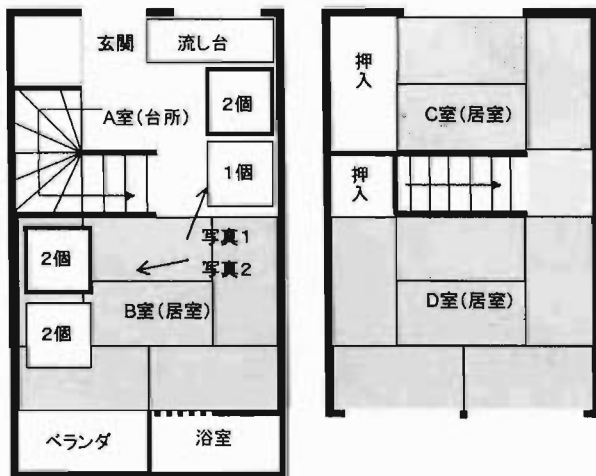 玄関
流し台
A室(台所)
2個
1個
写真1
写真2
2個
B室(居室)
2個
ベランダ
浴室
押入
C室(居室)
押入
D室(居室)